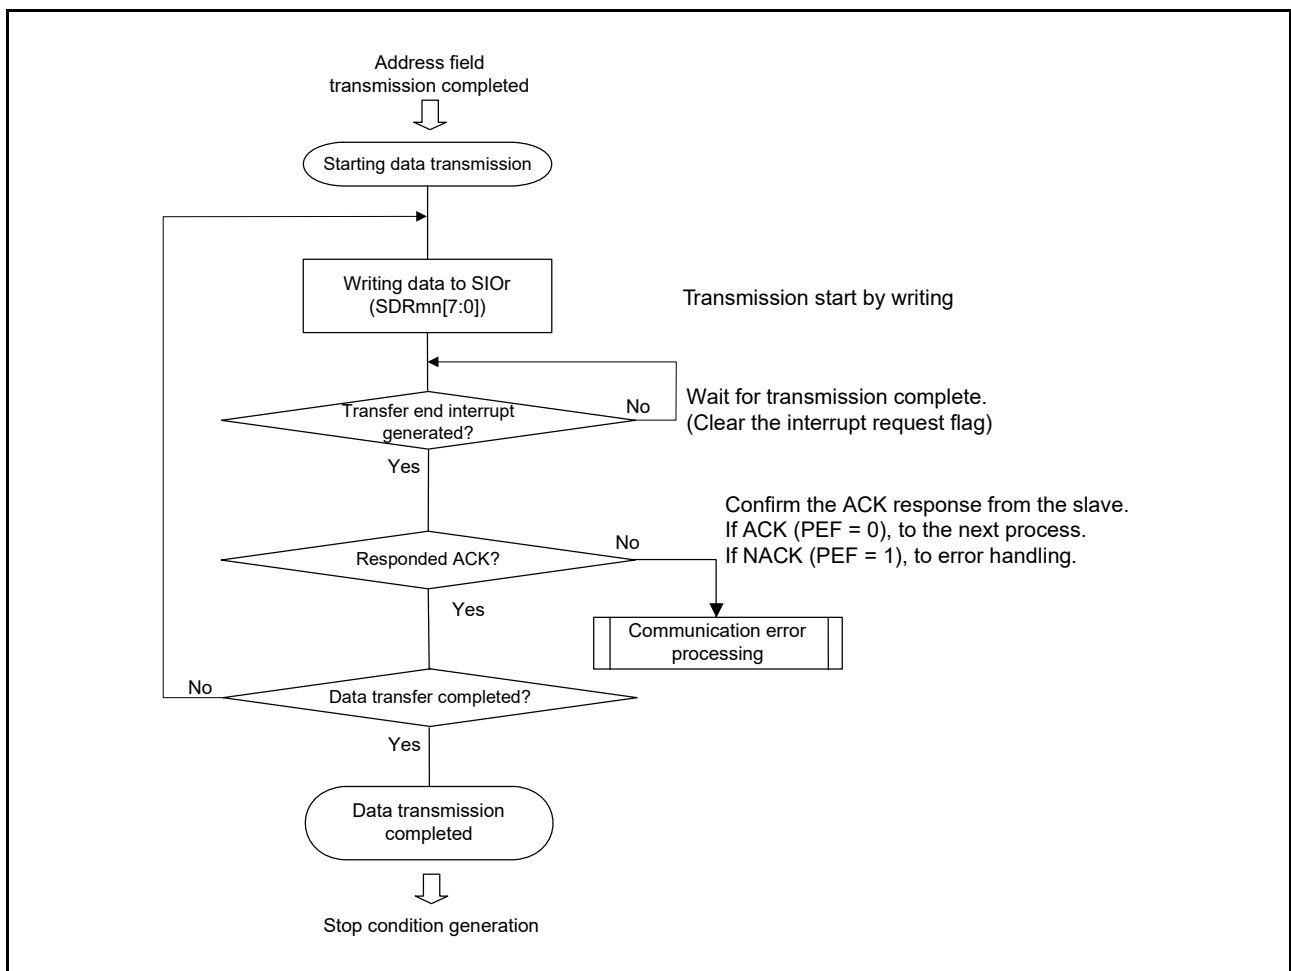 Address field
transmission completed
Starting data transmission
Writing data to SIOr
(SDRmn[7:0])
Transmission start by writing
Transfer end interrupt
generated?
No
Wait for transmission complete.
(Clear the interrupt request flag)
Yes
Confirm the ACK response from the slave.
If ACK (PEF = 0), to the next process.
If NACK (PEF = 1), to error handling.
Responded ACK?
No
Yes
Communication error
processing
No
Data transfer completed?
Yes
Data transmission
completed
Stop condition generation